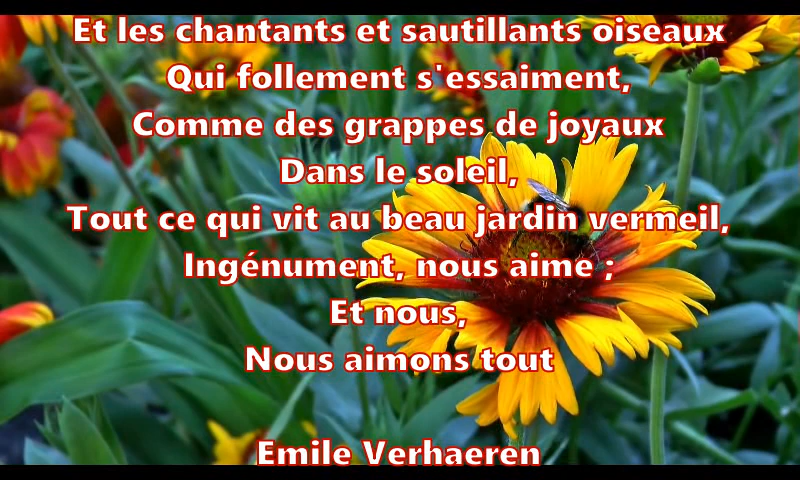 Et les chantants et sautillants oiseaux
Qui follement s'essaiment,
Comme des grappes de joyaux
Dans le soleil,
Tout ce qui vit au beau jardin vermeil,
Ingénument, nous aime ;
Et nous,
Nous aimons tout
Emile Verhaeren